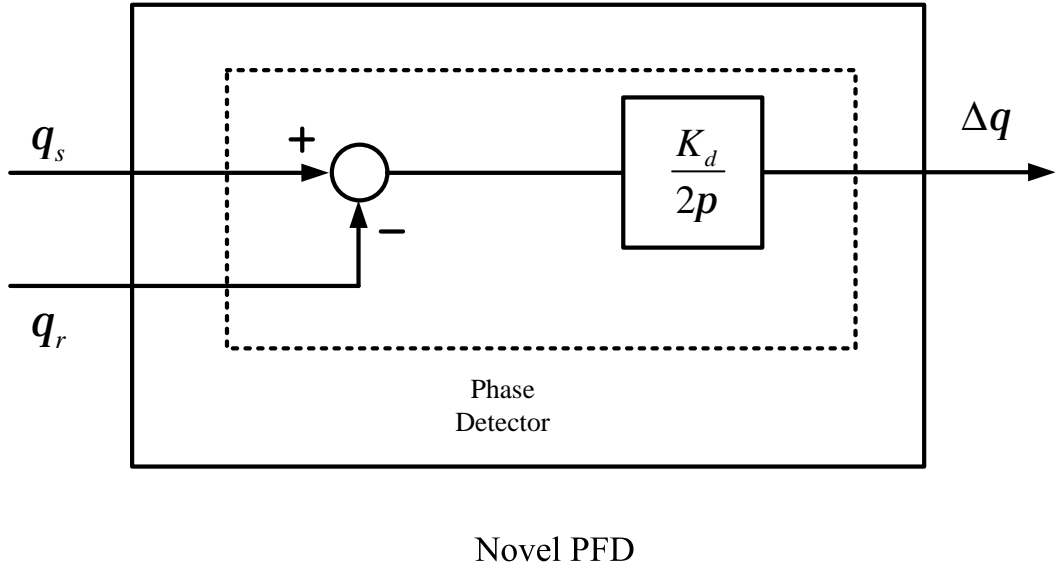 +
q_s
Δq
K_d
2p
−
q_r
Phase
Detector
Novel PFD